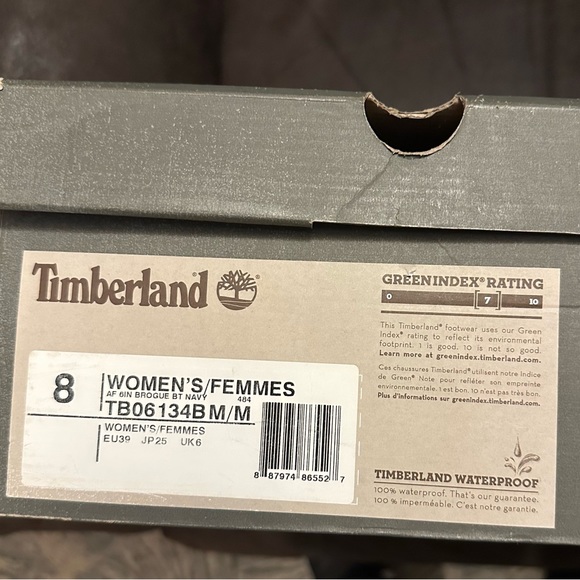 Timberland®
8
WOMEN'S/FEMMES
AF 6IN BROGUE BT NAVY 484
TB06134B M/M
WOMEN'S/FEMMES
EU39 JP25 UK6
8 87974 86552 7
GREENINDEX® RATING
0 [7] 10
This Timberland® footwear uses our Green
Index® rating to reflect its environmental
footprint. 1 is good. 10 is not so good.
Learn more at greenindex.timberland.com.
Ces chaussures Timberland® utilisent notre indice
de Green® Note pour refléter son empreinte
environnementale. 1 est bon. 10 n'est pas très bon.
Plus d'informations sur greenindex.timberland.com.
TIMBERLAND WATERPROOF
100% waterproof. That's our guarantee.
100 % imperméable. C'est notre garantie.